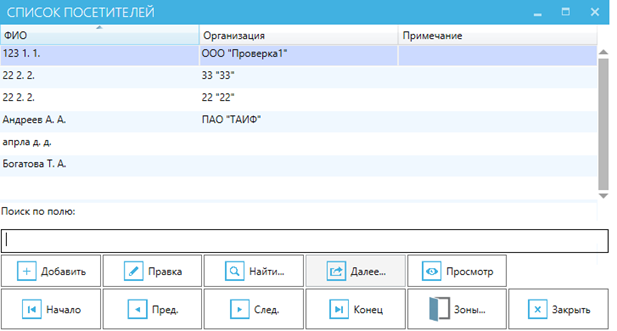 СПИСОК ПОСЕТИТЕЛЕЙ
ФИО Организация Примечание
123 1. 1. ООО "Проверка1"
22 2. 2. 33 "33"
22 2. 2. 22 "22"
Андреев А. А. ПАО "ТАИФ"
апрла д. д.
Богатова Т. А.
Поиск по полю:
Добавить Правка Найти... Далее... Просмотр
Начало Пред. След. Конец Зоны... Закрыть